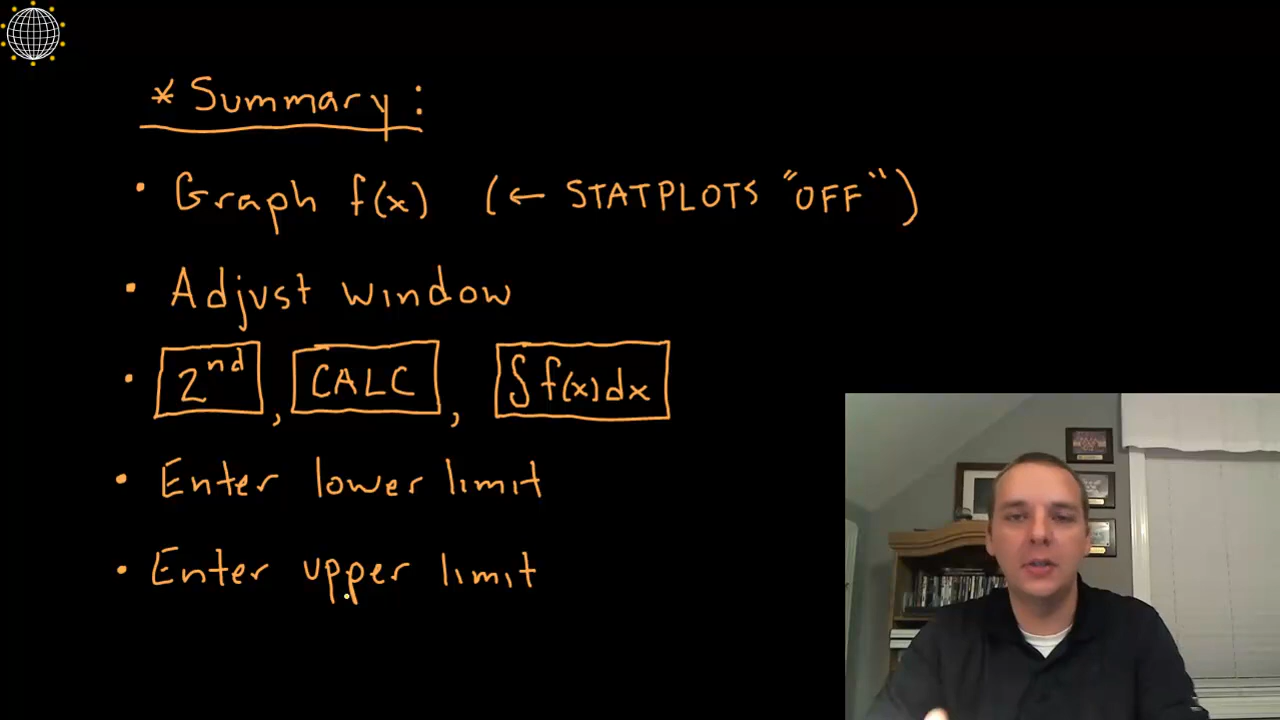 * Summary:
• Graph f(x) (← STATPLOTS "OFF")
• Adjust window
• 2nd, CALC, ∫f(x)dx
• Enter lower limit
• Enter upper limit